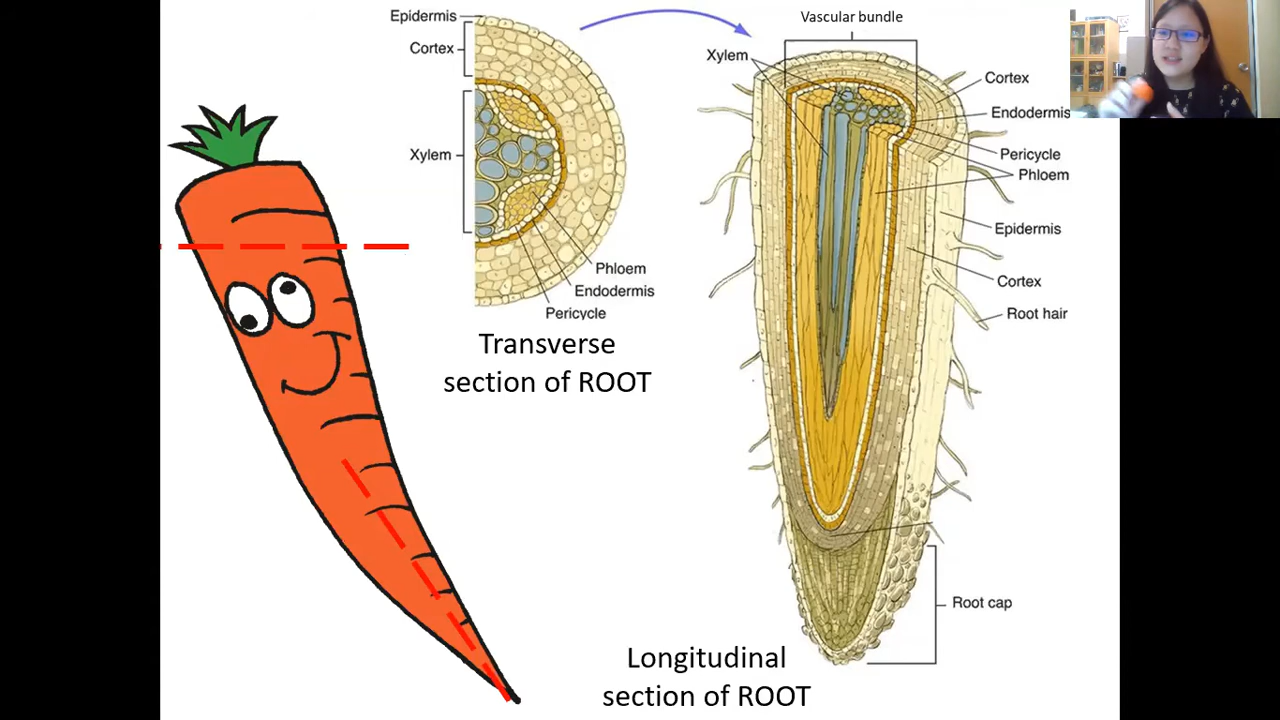 Epidermis
Cortex
Xylem
Phloem
Endodermis
Pericycle
Transverse
section of ROOT
Vascular bundle
Xylem
Cortex
Endodermis
Pericycle
Phloem
Epidermis
Cortex
Root hair
Root cap
Longitudinal
section of ROOT